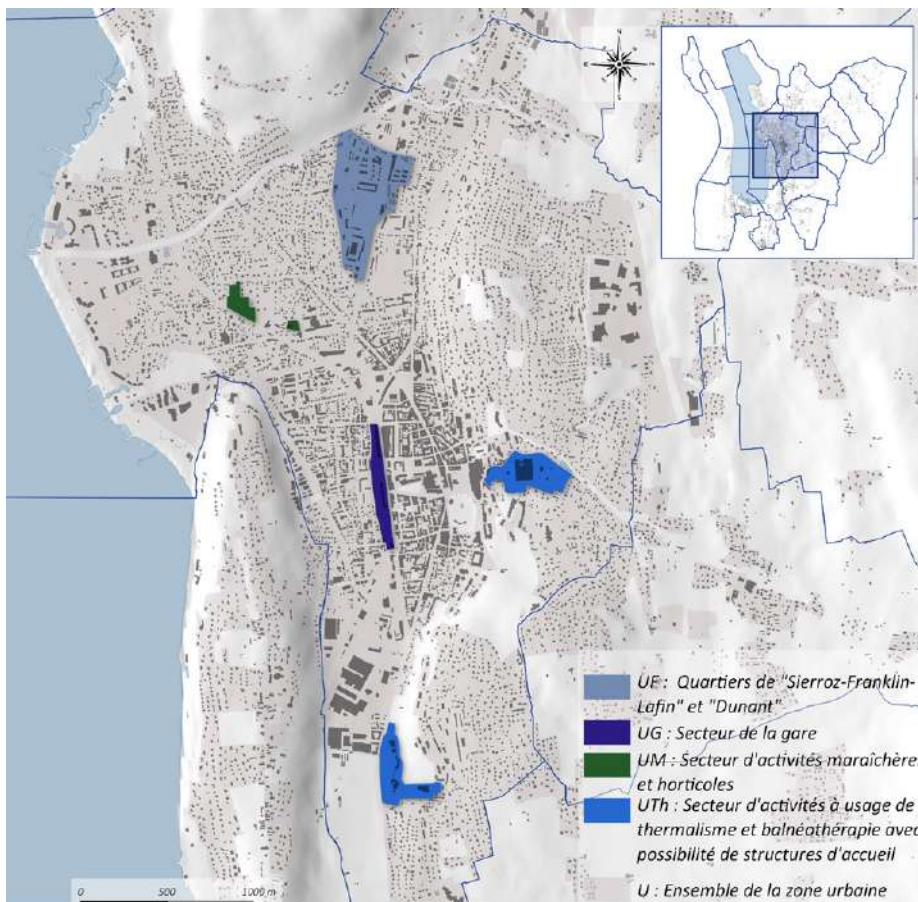 UF : Quartiers de "Sierroz-Franklin-
Lafin" et "Dunant"
UG : Secteur de la gare
UM : Secteur d'activités maraîchère
et horticoles
UTh : Secteur d'activités à usage de
thermalisme et balnéothérapie avec
possibilité de structures d'accueil
U : Ensemble de la zone urbaine
0 500 1000 m